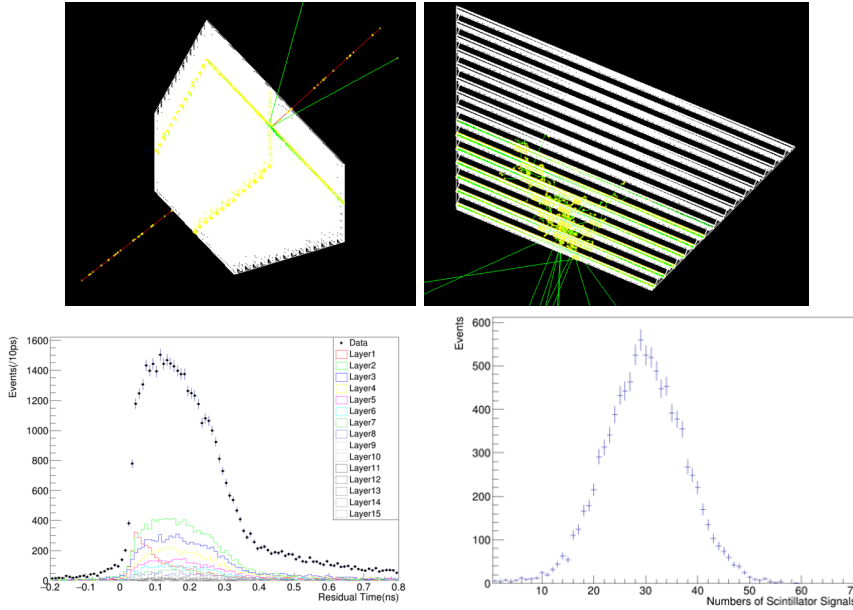 Events(/10ps)
1600
1400
1200
1000
800
600
400
200
0
−0.2
−0.1
0
0.1
0.2
0.3
0.4
0.5
0.6
0.7
0.8
Residual Time(ns)
Data
Layer1
Layer2
Layer3
Layer4
Layer5
Layer6
Layer7
Layer8
Layer9
Layer10
Layer11
Layer12
Layer13
Layer14
Layer15
Events
600
500
400
300
200
100
0
10
20
30
40
50
60
Numbers of Scintillator Signals